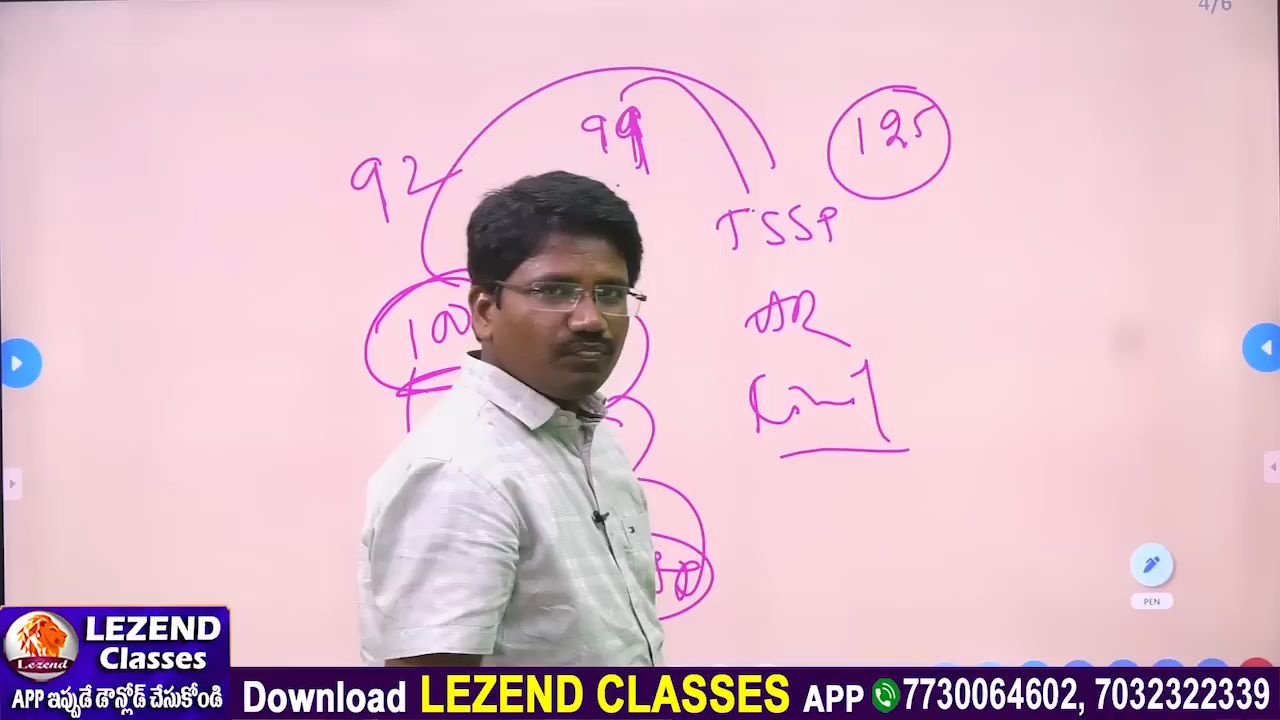 4/6
99
125
92
TSSP
100
AR
PEN
LEZEND
Classes
Lezend
APP ఇప్పుడే డౌన్లోడ్ చేసుకోండి
Download LEZEND CLASSES APP 7730064602, 7032322339